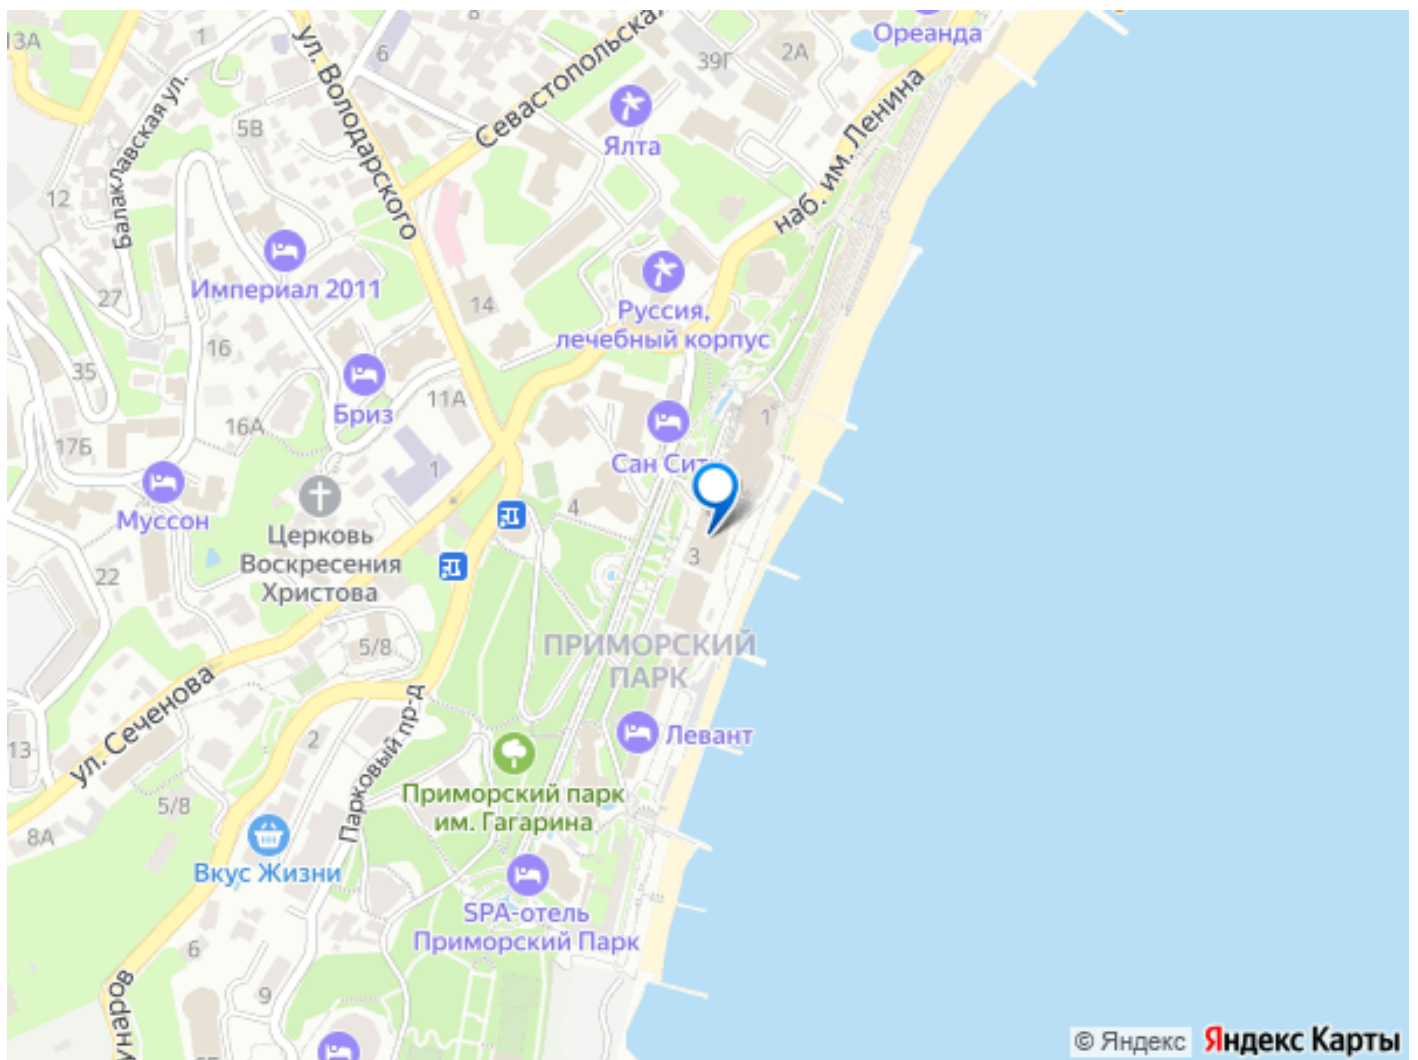 13А
1
6
ул. Володарского
Севастопольская
39Г
2А
Ореанда
Балаклавская ул.
5В
Ялта
наб. им. Ленина
12
Империал 2011
27
14
Руссия,
лечебный корпус
16
35
11А
Бриз
16А
17Б
1
1
Сан Сити
Муссон
Церковь
Воскресения
Христова
4
3
22
5/8
ПРИМОРСКИЙ
ПАРК
ул. Сеченова
13
2
Левант
Парковый пр-д
Приморский парк
им. Гагарина
5/8
8А
Вкус Жизни
SPA-отель
Приморский Парк
6
9
унаров
© Яндекс Яндекс Карты